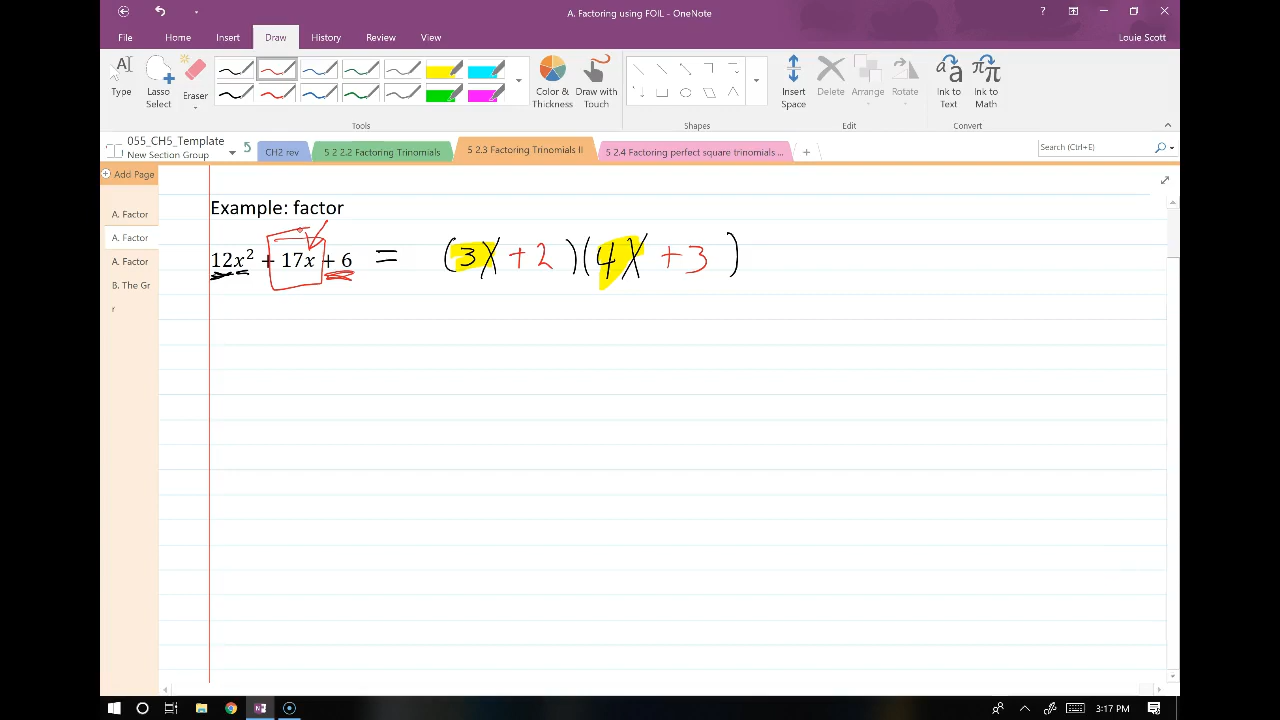 A. Factoring using FOIL - OneNote
?
File Home Insert Draw History Review View Louie Scott
Type
Lasso Select
Eraser
Color & Thickness
Draw with Touch
Insert Space
Delete
Arrange
Rotate
Ink to Text
Ink to Math
Tools Shapes Edit Convert
055_CH5_Template
New Section Group
CH2 rev
5 2 2.2 Factoring Trinomials
5 2.3 Factoring Trinomials II
5 2.4 Factoring perfect square trinomials ...
Search (Ctrl+E)
Add Page
A. Factor
A. Factor
A. Factor
B. The Gr
r
Example: factor
12x² + 17x + 6 = (3x + 2)(4x + 3)
3:17 PM